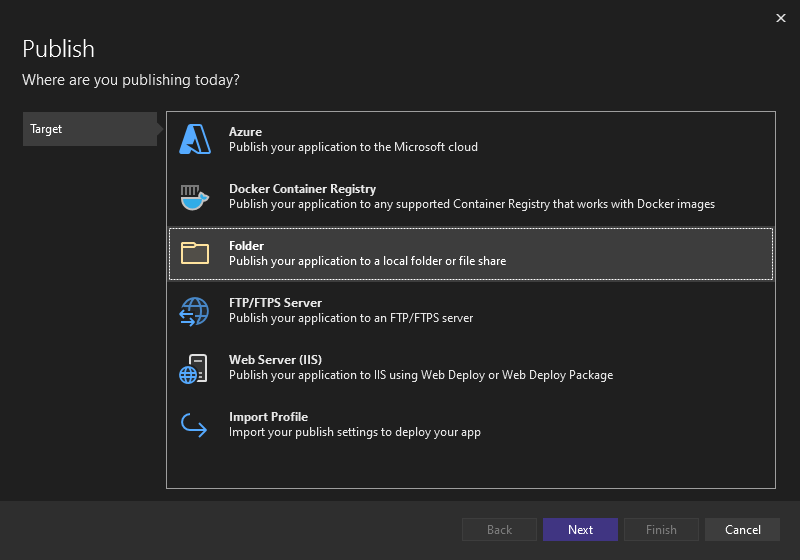 Publish
Where are you publishing today?
Target
Azure
Publish your application to the Microsoft cloud
Docker Container Registry
Publish your application to any supported Container Registry that works with Docker images
Folder
Publish your application to a local folder or file share
FTP/FTPS Server
Publish your application to an FTP/FTPS server
Web Server (IIS)
Publish your application to IIS using Web Deploy or Web Deploy Package
Import Profile
Import your publish settings to deploy your app
Back
Next
Finish
Cancel